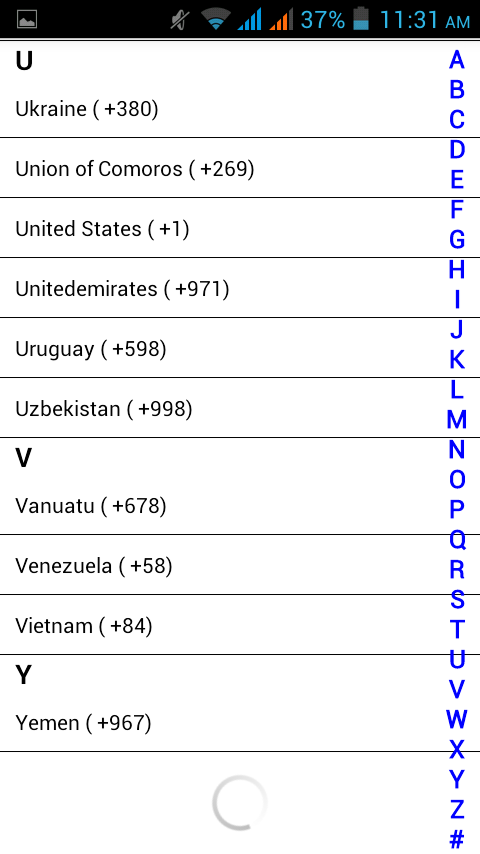 37% 11:31 AM
U
Ukraine ( +380)
Union of Comoros ( +269)
United States ( +1)
Unitedemirates ( +971)
Uruguay ( +598)
Uzbekistan ( +998)
V
Vanuatu ( +678)
Venezuela ( +58)
Vietnam ( +84)
Y
Yemen ( +967)
A
B
C
D
E
F
G
H
I
J
K
L
M
N
O
P
Q
R
S
T
U
V
W
X
Y
Z
#